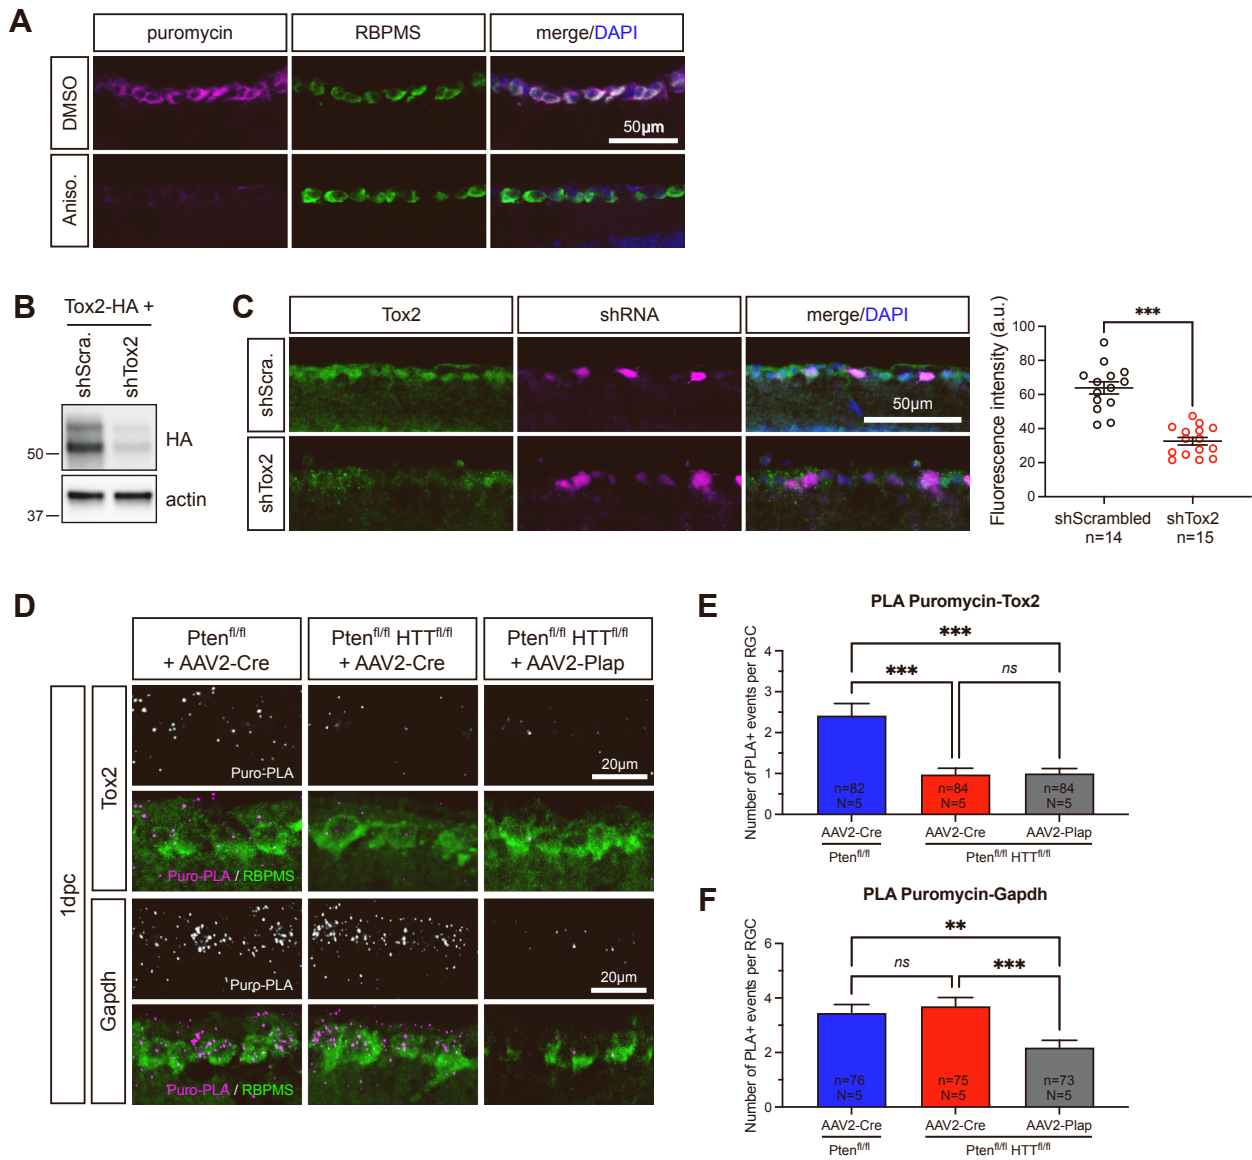 A
puromycin
RBPMS
merge/DAPI
DMSO
50µm
Aniso.
B
Tox2-HA +
shScra.
shTox2
HA
50
actin
37
C
Tox2
shRNA
merge/DAPI
shScra.
50µm
shTox2
Fluorescence intensity (a.u.)
100
80
60
40
20
0
***
shScrambled
n=14
shTox2
n=15
D
Pten^fl/fl
+ AAV2-Cre
Pten^fl/fl HTT^fl/fl
+ AAV2-Cre
Pten^fl/fl HTT^fl/fl
+ AAV2-Plap
1dpc
Tox2
Puro-PLA
20µm
Puro-PLA / RBPMS
Gapdh
Puro-PLA
20µm
Puro-PLA / RBPMS
E
PLA Puromycin-Tox2
Number of PLA+ events per RGC
4
3
2
1
0
***
***
ns
n=82
N=5
n=84
N=5
n=84
N=5
AAV2-Cre
AAV2-Cre
AAV2-Plap
Pten^fl/fl
Pten^fl/fl HTT^fl/fl
F
PLA Puromycin-Gapdh
Number of PLA+ events per RGC
6
4
2
0
**
ns
***
n=76
N=5
n=75
N=5
n=73
N=5
AAV2-Cre
AAV2-Cre
AAV2-Plap
Pten^fl/fl
Pten^fl/fl HTT^fl/fl